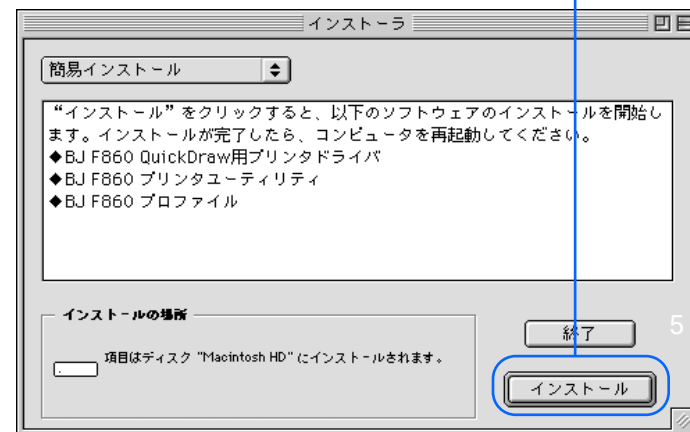 インストーラ
簡易インストール
“インストール”をクリックすると、以下のソフトウェアのインストールを開始し
ます。インストールが完了したら、コンピュータを再起動してください。
◆BJ F860 QuickDraw用プリンタドライバ
◆BJ F860 プリンタユーティリティ
◆BJ F860 プロファイル
インストールの場所
項目はディスク "Macintosh HD" にインストールされます。
終了
5
インストール